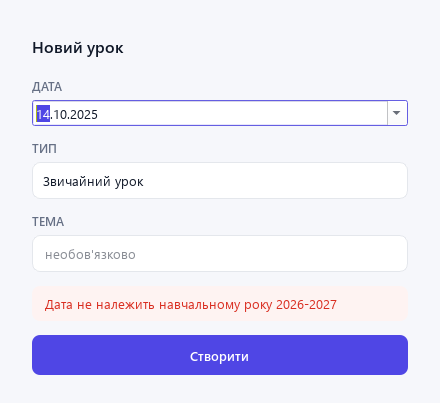 Новий урок
ДАТА
14.10.2025
ТИП
Звичайний урок
ТЕМА
необов'язково
Дата не належить навчальному року 2026-2027
Створити